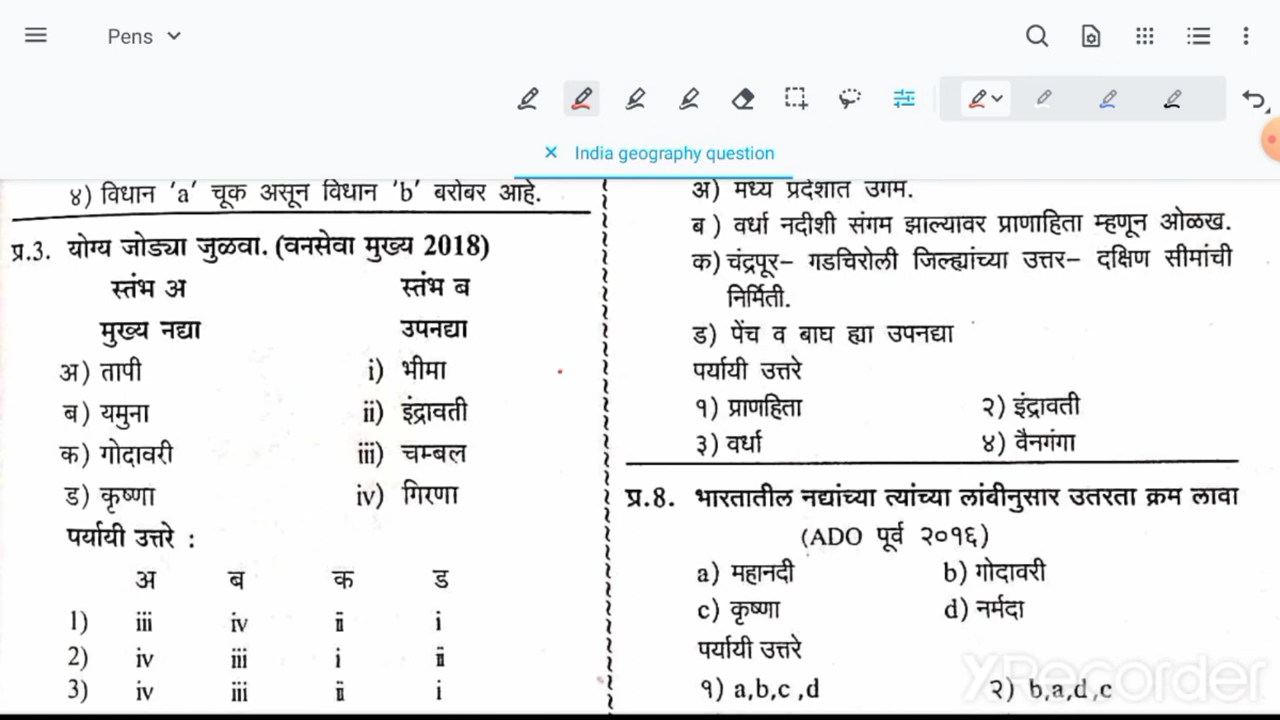 Pens
India geography question
४) विधान 'a' चूक असून विधान 'b' बरोबर आहे.
प्र.3. योग्य जोड्या जुळवा. (वनसेवा मुख्य 2018)
स्तंभ अ स्तंभ ब
मुख्य नद्या उपनद्या
अ) तापी i) भीमा
ब) यमुना ii) इंद्रावती
क) गोदावरी iii) चम्बल
ड) कृष्णा iv) गिरणा
पर्यायी उत्तरे :
अ ब क ड
1) iii iv ii i
2) iv iii i ii
3) iv iii ii i
अ) मध्य प्रदेशात उगम.
ब) वर्धा नदीशी संगम झाल्यावर प्राणाहिता म्हणून ओळख.
क) चंद्रपूर- गडचिरोली जिल्ह्यांच्या उत्तर- दक्षिण सीमांची
निर्मिती.
ड) पेंच व बाघ ह्या उपनद्या
पर्यायी उत्तरे
१) प्राणहिता २) इंद्रावती
३) वर्धा ४) वैनगंगा
प्र.8. भारतातील नद्यांच्या त्यांच्या लांबीनुसार उतरता क्रम लावा
(ADO पूर्व २०१६)
a) महानदी b) गोदावरी
c) कृष्णा d) नर्मदा
पर्यायी उत्तरे
१) a,b,c ,d २) b,a,d,c
XRecorder